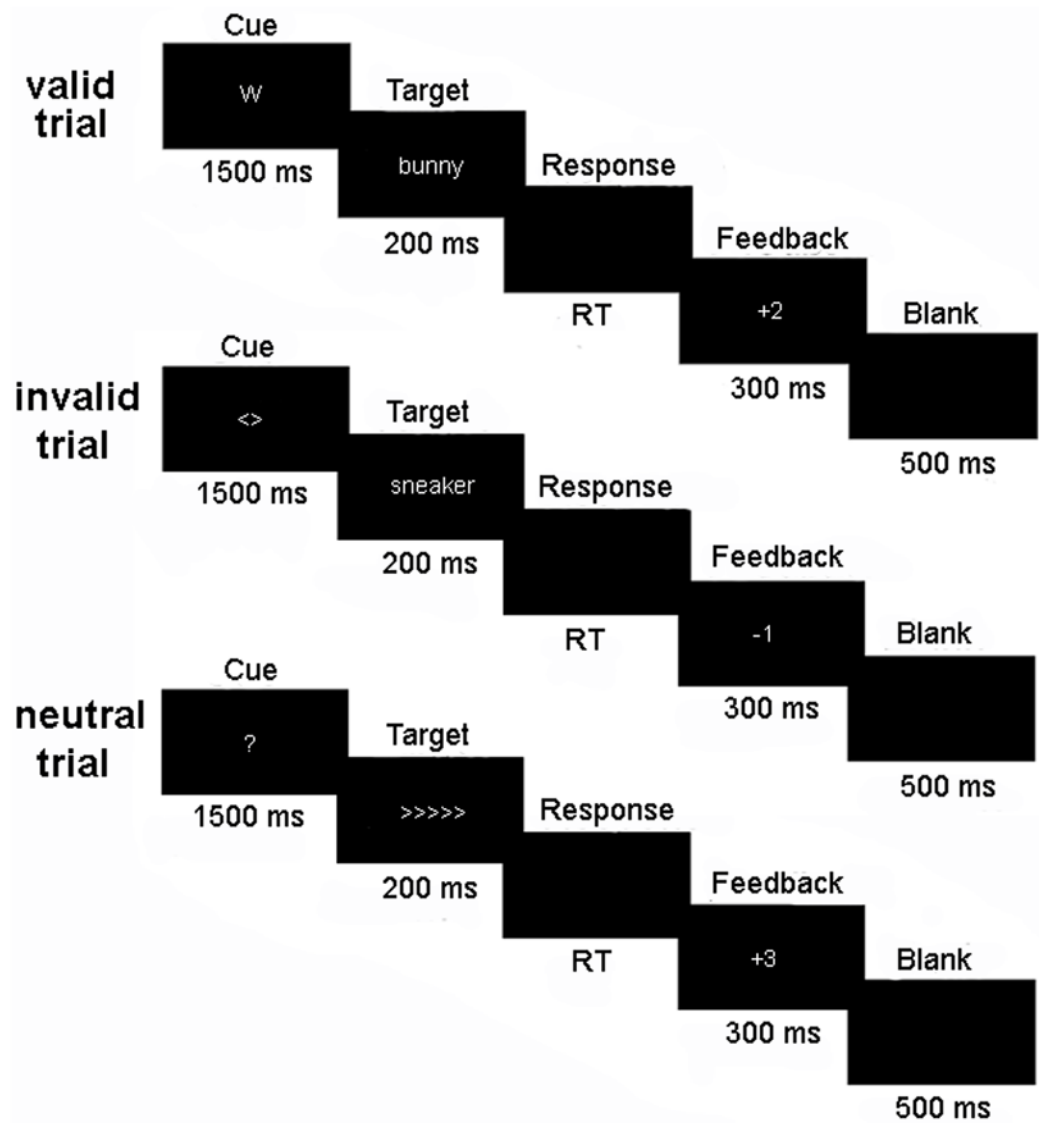 Cue
valid
trial
W
Target
1500 ms
bunny
Response
200 ms
Feedback
RT
+2
Blank
300 ms
500 ms
Cue
invalid
trial
<>
Target
1500 ms
sneaker
Response
200 ms
Feedback
RT
-1
Blank
300 ms
500 ms
Cue
neutral
trial
?
Target
1500 ms
>>>>>
Response
200 ms
Feedback
RT
+3
Blank
300 ms
500 ms